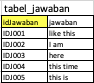 tabel_jawaban
idJawaban jawaban
IDJ001 like this
IDJ002 I am
IDJ003 here
IDJ004 this time
IDJ005 this is